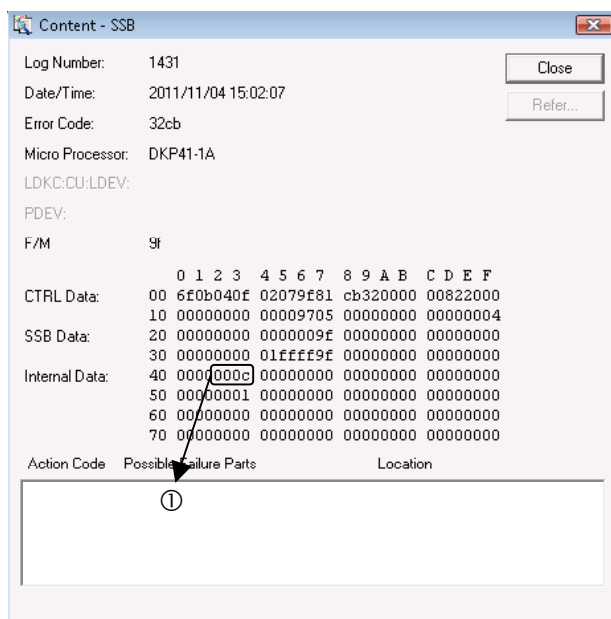 Content - SSB
Log Number: 1431
Close
Date/Time: 2011/11/04 15:02:07
Refer...
Error Code: 32cb
Micro Processor: DKP41-1A
LDKC:CU:LDEV:
PDEV:
F/M 9f
0 1 2 3 4 5 6 7 8 9 A B C D E F
CTRL Data: 00 6f0b040f 02079f81 cb320000 00822000
10 00000000 00009705 00000000 00000004
SSB Data: 20 00000000 0000009f 00000000 00000000
30 00000000 01ffff9f 00000000 00000000
Internal Data: 40 0000000c 00000000 00000000 00000000
50 00000001 00000000 00000000 00000000
60 00000000 00000000 00000000 00000000
70 00000000 00000000 00000000 00000000
Action Code Possible Failure Parts Location
①